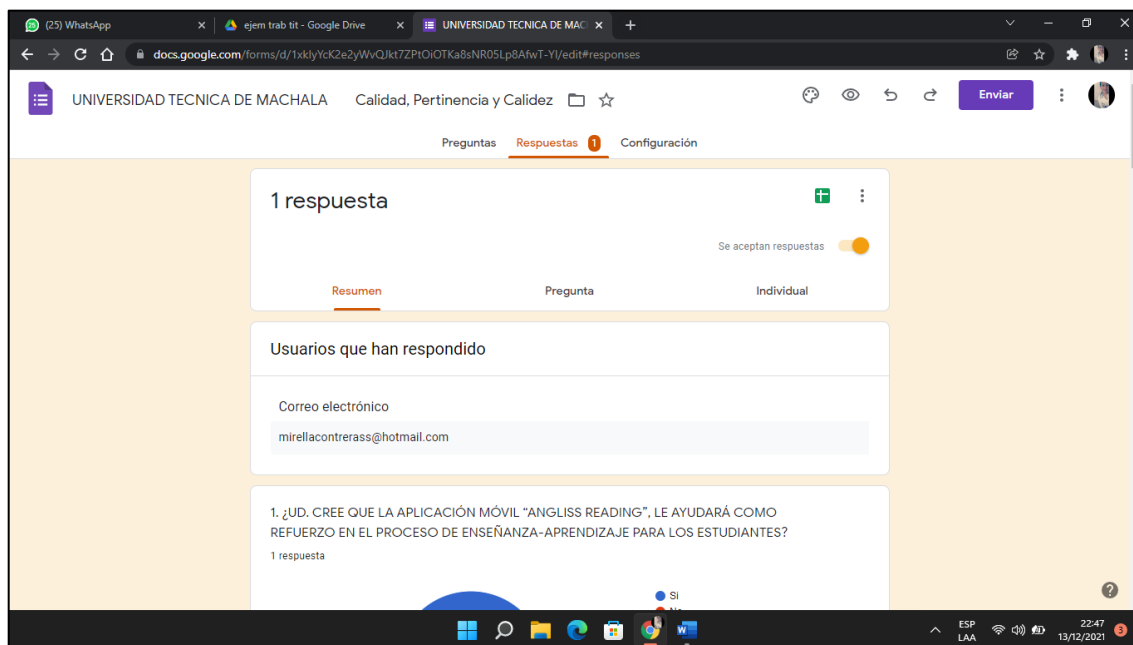 (25) WhatsApp
ejem trab tit - Google Drive
UNIVERSIDAD TECNICA DE MAC
docs.google.com/forms/d/1xklyYcK2e2yWvQJkt7ZPtOiOTKa8sNR05Lp8AfwT-YI/edit#responses
UNIVERSIDAD TECNICA DE MACHALA Calidad, Pertinencia y Calidez
Enviar
Preguntas Respuestas 1 Configuración
1 respuesta
Se aceptan respuestas
Resumen Pregunta Individual
Usuarios que han respondido
Correo electrónico
mirellacontrerass@hotmail.com
1. ¿UD. CREE QUE LA APLICACIÓN MÓVIL “ANGLISS READING”, LE AYUDARÁ COMO
REFUERZO EN EL PROCESO DE ENSEÑANZA-APRENDIZAJE PARA LOS ESTUDIANTES?
1 respuesta
Sí
ESP
LAA
22:47
13/12/2021
3